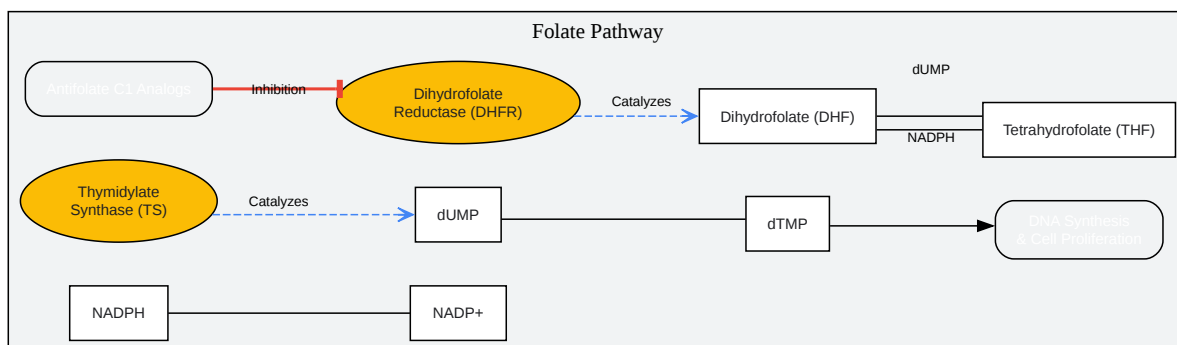 Folate Pathway
Antifolate C1 Analogs
Inhibition
Dihydrofolate
Reductase (DHFR)
Catalyzes
Dihydrofolate (DHF)
dUMP
NADPH
Tetrahydrofolate (THF)
Thymidylate
Synthase (TS)
Catalyzes
dUMP
dTMP
DNA Synthesis
& Cell Proliferation
NADPH
NADP+